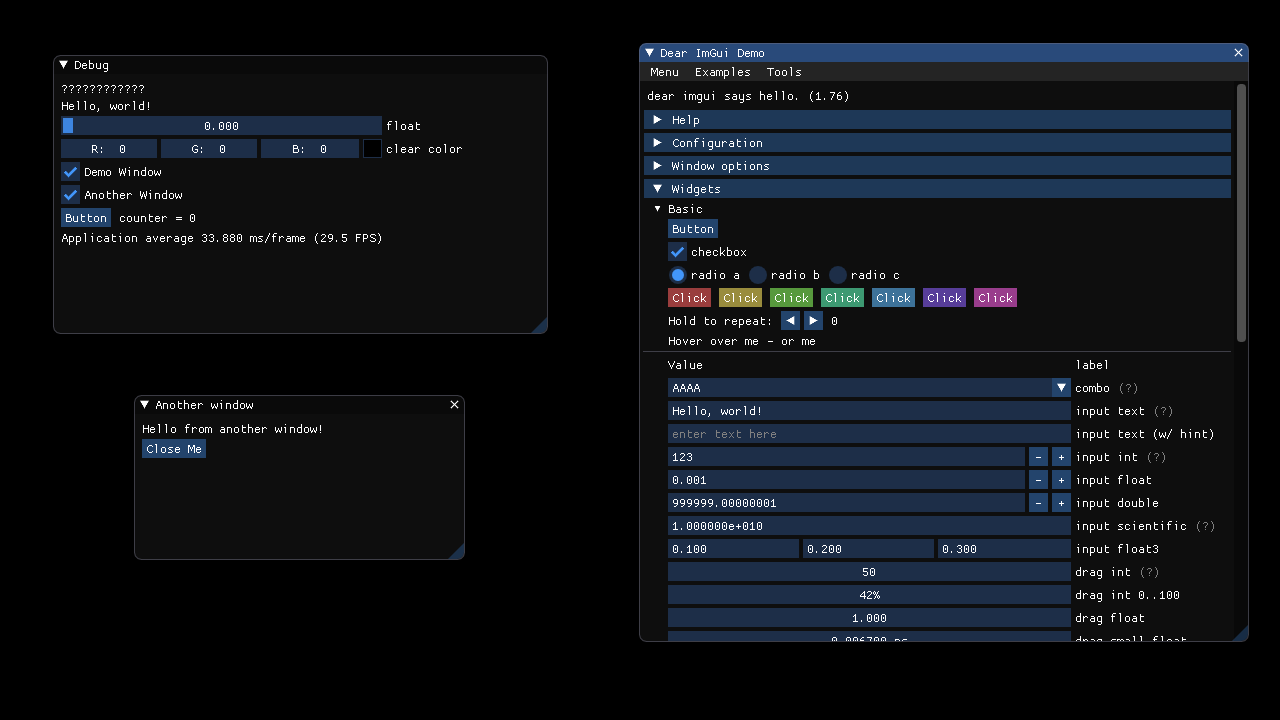 Debug
????????????
Hello, world!
0.000 float
R: 0 G: 0 B: 0 clear color
Demo Window
Another Window
Button counter = 0
Application average 33.880 ms/frame (29.5 FPS)
Another window
Hello from another window!
Close Me
Dear ImGui Demo
Menu Examples Tools
dear imgui says hello. (1.76)
Help
Configuration
Window options
Widgets
Basic
Button
checkbox
radio a radio b radio c
Click Click Click Click Click Click Click
Hold to repeat: 0
Hover over me - or me
Value label
AAAA combo (?)
Hello, world! input text (?)
enter text here input text (w/ hint)
123 - + input int (?)
0.001 - + input float
999999.00000001 - + input double
1.000000e+010 input scientific (?)
0.100 0.200 0.300 input float3
50 drag int (?)
42% drag int 0..100
1.000 drag float
0.006700 ns drag small float